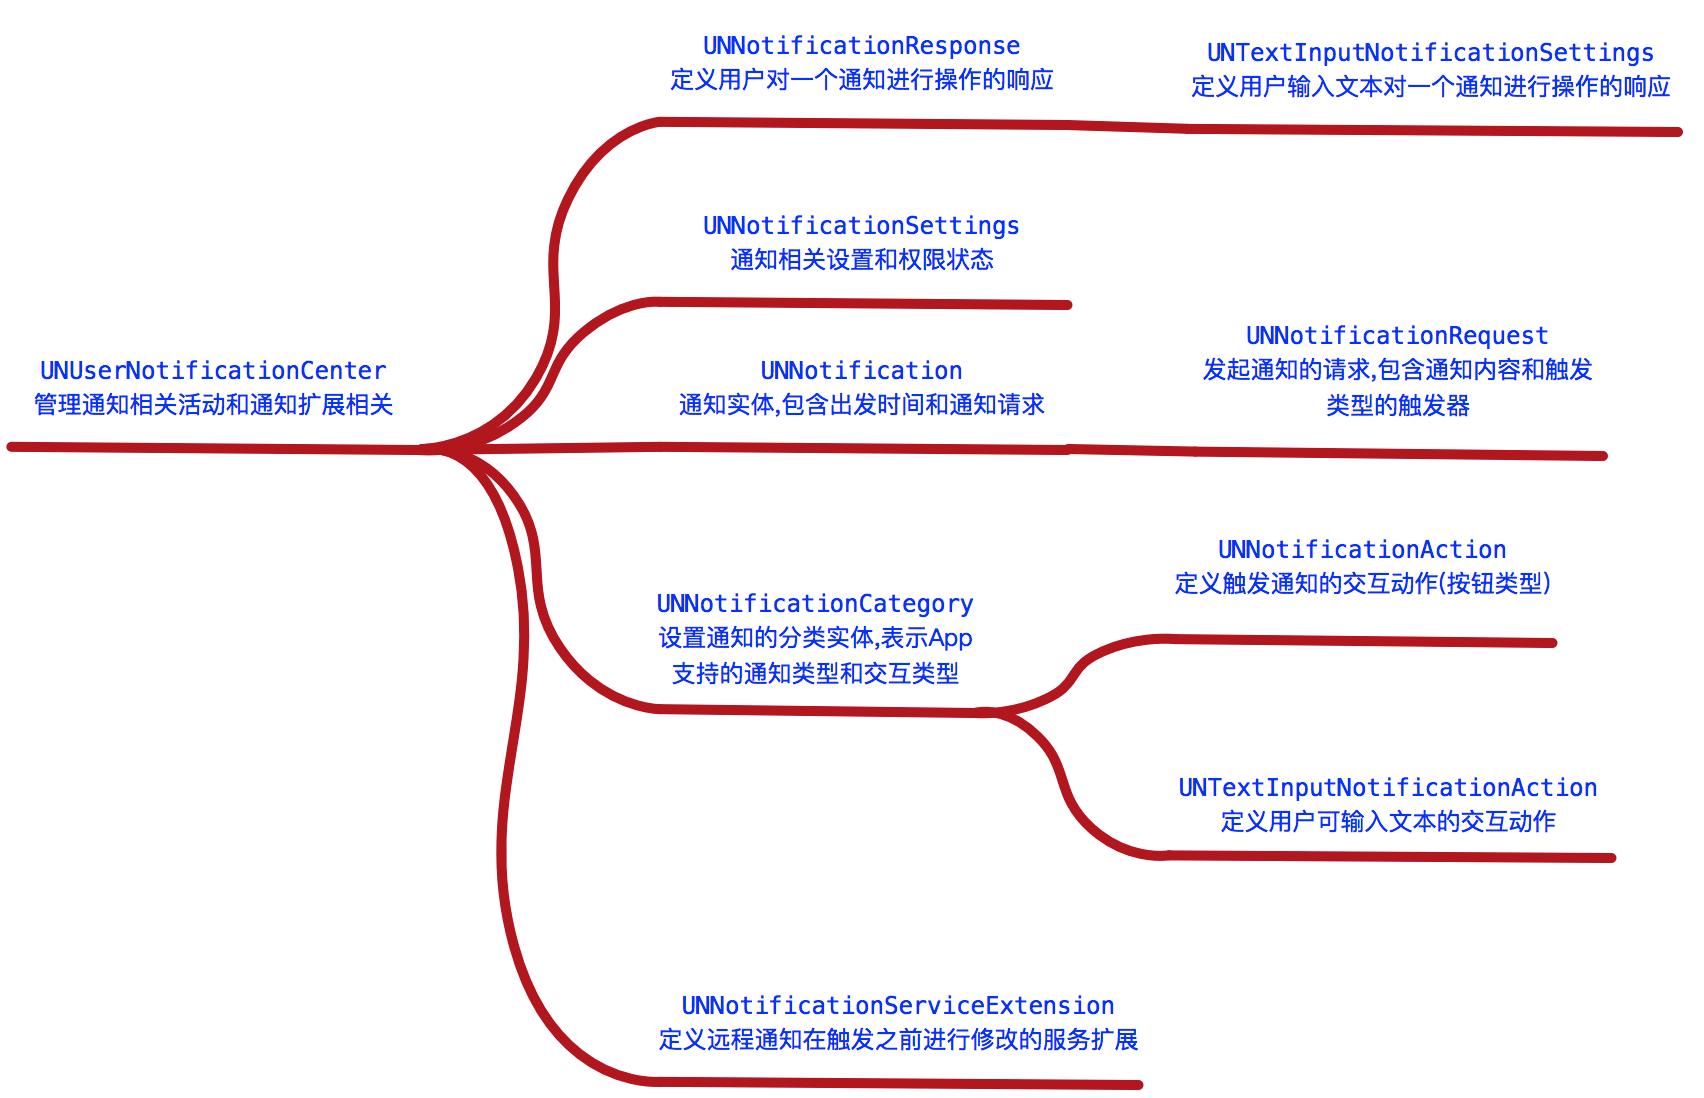 UNUserNotificationCenter
管理通知相关活动和通知扩展相关
UNNotificationResponse
定义用户对一个通知进行操作的响应
UNTextInputNotificationSettings
定义用户输入文本对一个通知进行操作的响应
UNNotificationSettings
通知相关设置和权限状态
UNNotification
通知实体,包含出发时间和通知请求
UNNotificationRequest
发起通知的请求,包含通知内容和触发
类型的触发器
UNNotificationCategory
设置通知的分类实体,表示App
支持的通知类型和交互类型
UNNotificationAction
定义触发通知的交互动作(按钮类型)
UNTextInputNotificationAction
定义用户可输入文本的交互动作
UNNotificationServiceExtension
定义远程通知在触发之前进行修改的服务扩展